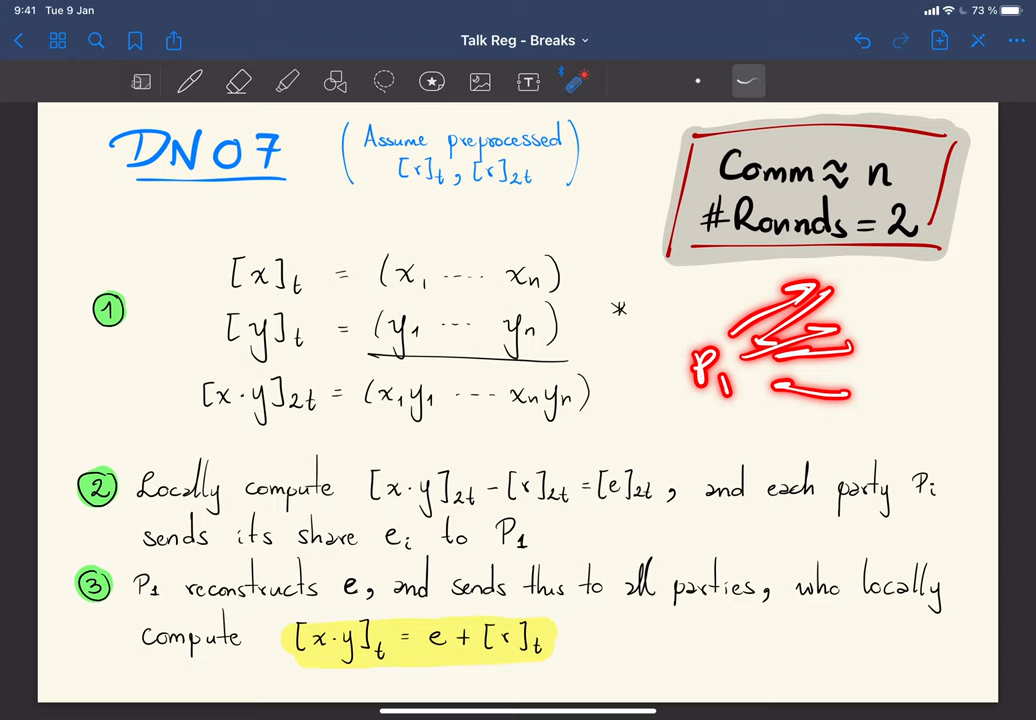 9:41 Tue 9 Jan
73 %
Talk Reg - Breaks
DN07
(Assume preprocessed
[r]t, [r]2t)
Comm ≈ n
#Rounds = 2
① [x]t = (x1 ---- xn)
[y]t = (y1 --- yn) *
[x·y]2t = (x1y1 --- xnyn)
P1
② Locally compute [x·y]2t - [r]2t = [e]2t, and each party Pi
sends its share ei to P1
③ P1 reconstructs e, and sends this to all parties, who locally
compute [x·y]t = e + [r]t